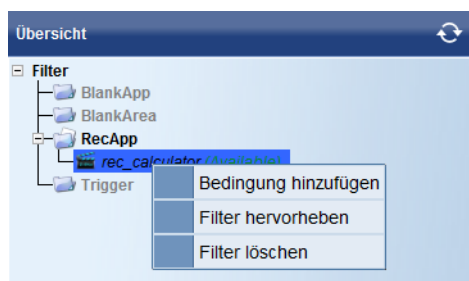 Übersicht
Filter
BlankApp
BlankArea
RecApp
rec_calculator (Available)
Trigger
Bedingung hinzufügen
Filter hervorheben
Filter löschen